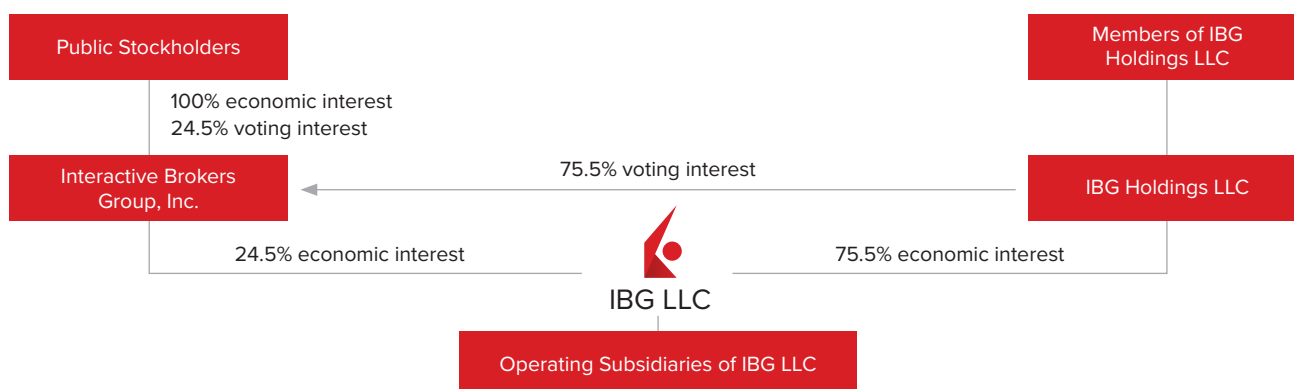 Public Stockholders
Members of IBG
Holdings LLC
100% economic interest
24.5% voting interest
Interactive Brokers
Group, Inc.
75.5% voting interest
IBG Holdings LLC
24.5% economic interest
75.5% economic interest
IBG LLC
Operating Subsidiaries of IBG LLC